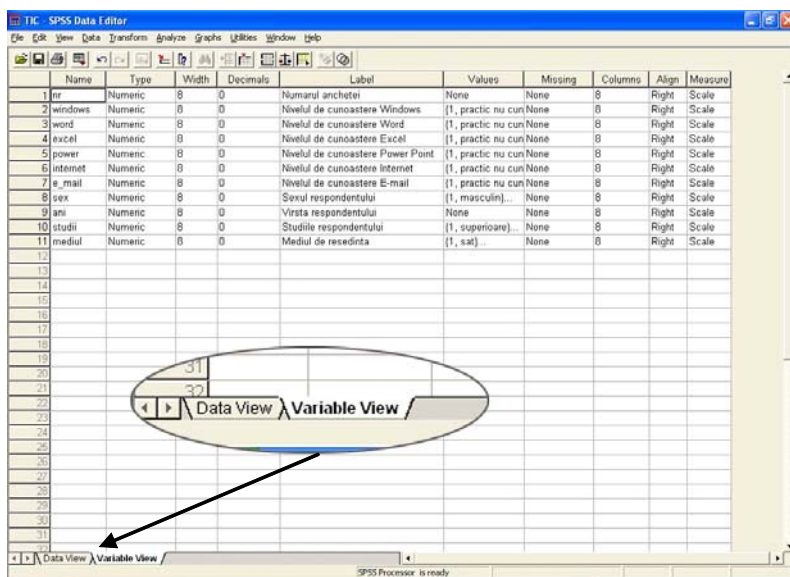 TIC - SPSS Data Editor
File Edit View Data Transform Analyze Graphs Utilities Window Help
Name Type Width Decimals Label Values Missing Columns Align Measure
1 nr Numeric 8 0 Numarul anchetei None None 8 Right Scale
2 windows Numeric 8 0 Nivelul de cunoastere Windows {1, practic nu cun None 8 Right Scale
3 word Numeric 8 0 Nivelul de cunoastere Word {1, practic nu cun None 8 Right Scale
4 excel Numeric 8 0 Nivelul de cunoastere Excel {1, practic nu cun None 8 Right Scale
5 power Numeric 8 0 Nivelul de cunoastere Power Point {1, practic nu cun None 8 Right Scale
6 internet Numeric 8 0 Nivelul de cunoastere Internet {1, practic nu cun None 8 Right Scale
7 e_mail Numeric 8 0 Nivelul de cunoastere E-mail {1, practic nu cun None 8 Right Scale
8 sex Numeric 8 0 Sexul respondentului {1, masculin}... None 8 Right Scale
9 ani Numeric 8 0 Virsta respondentului None None 8 Right Scale
10 studii Numeric 8 0 Studiile respondentului {1, superioare}... None 8 Right Scale
11 mediul Numeric 8 0 Mediul de resedinta {1, sat}... None 8 Right Scale
12
13
14
15
16
17
18
19
20
21
22
23
24
25
26
27
28
29
30
31
31
32
Data View Variable View
Data View Variable View
SPSS Processor is ready